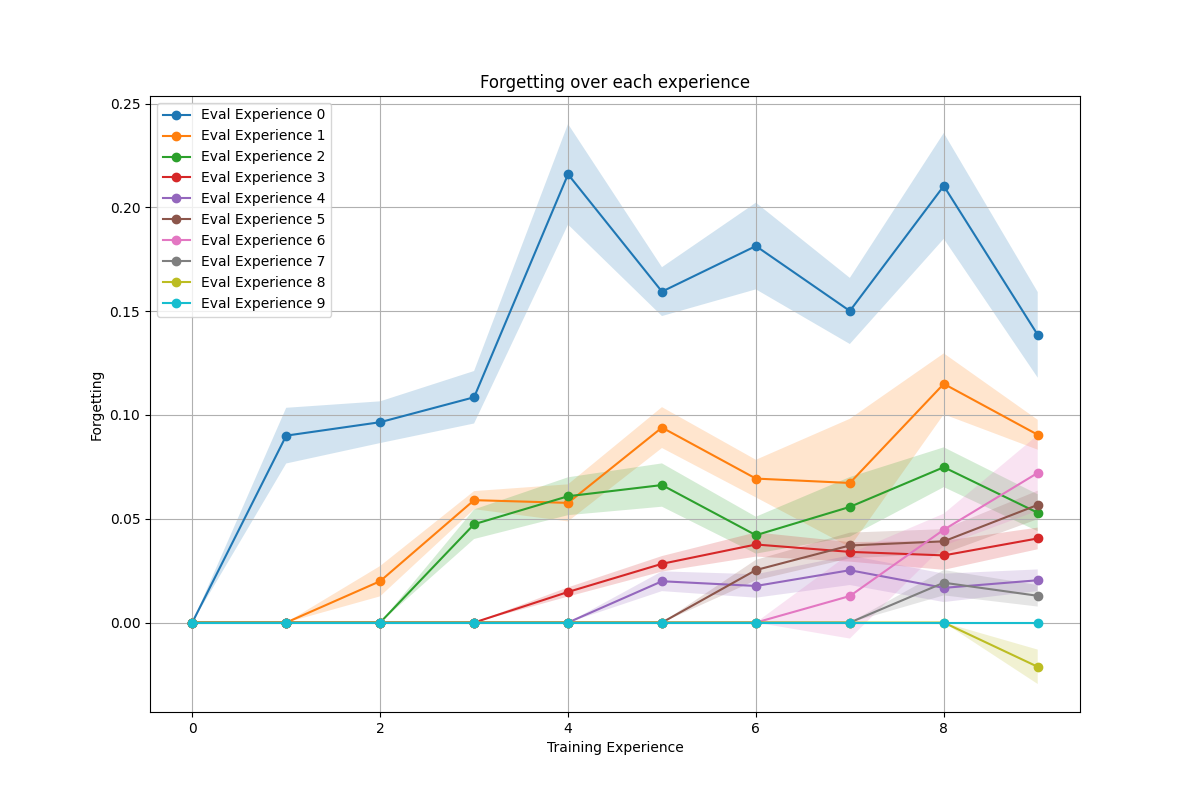 Forgetting over each experience
0.25
0.20
0.15
0.10
0.05
0.00
Forgetting
Eval Experience 0
Eval Experience 1
Eval Experience 2
Eval Experience 3
Eval Experience 4
Eval Experience 5
Eval Experience 6
Eval Experience 7
Eval Experience 8
Eval Experience 9
0 2 4 6 8
Training Experience